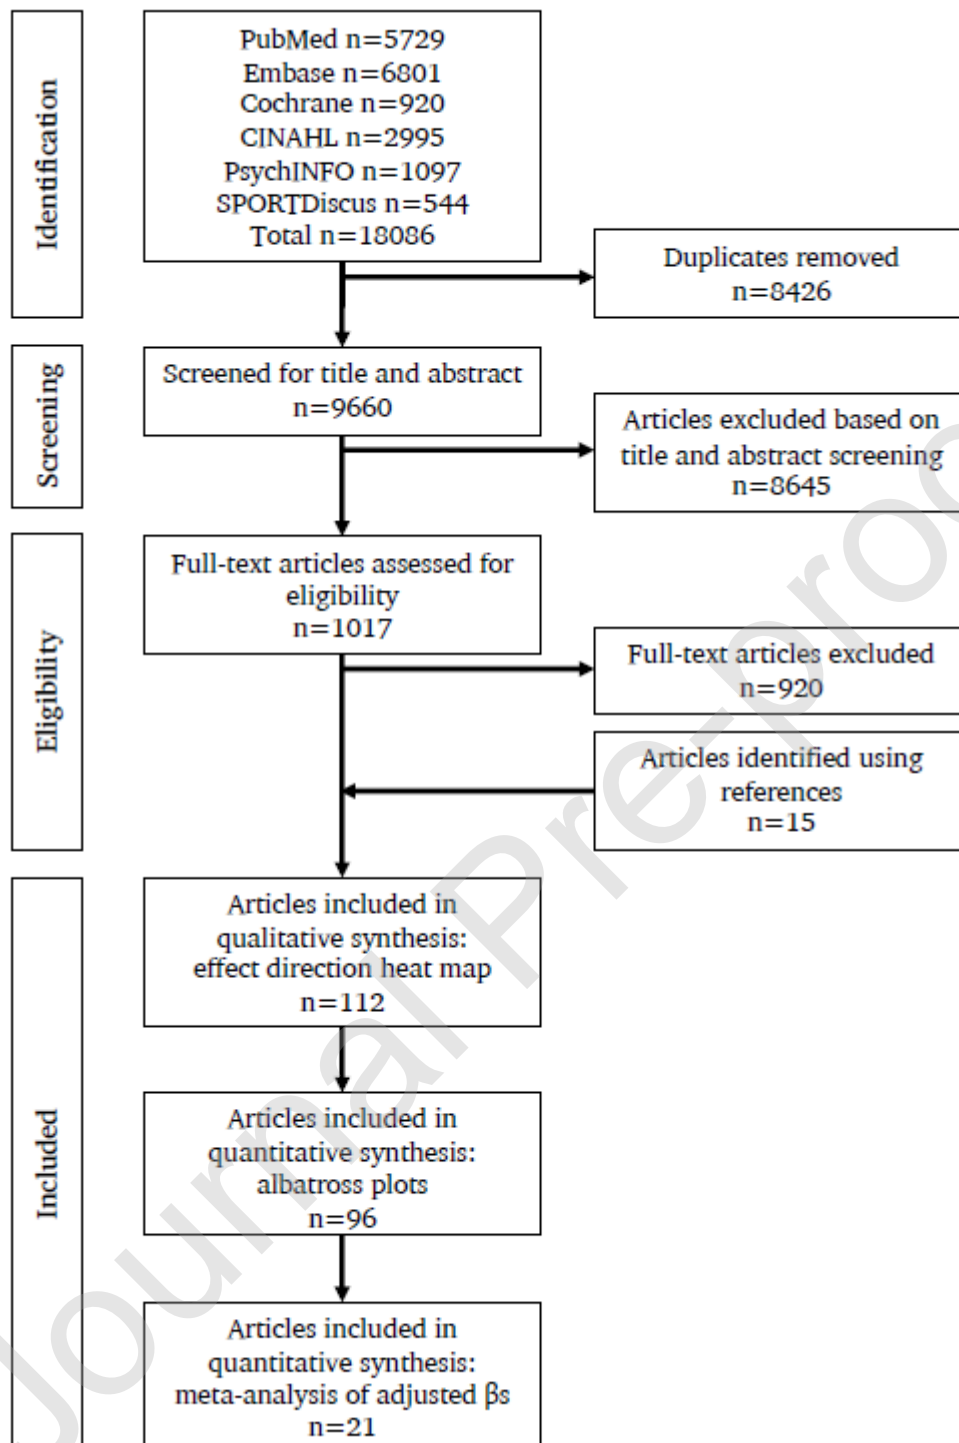 Identification
PubMed n=5729
Embase n=6801
Cochrane n=920
CINAHL n=2995
PsychINFO n=1097
SPORTDiscus n=544
Total n=18086
Duplicates removed
n=8426
Screening
Screened for title and abstract
n=9660
Articles excluded based on
title and abstract screening
n=8645
Eligibility
Full-text articles assessed for
eligibility
n=1017
Full-text articles excluded
n=920
Articles identified using
references
n=15
Included
Articles included in
qualitative synthesis:
effect direction heat map
n=112
Articles included in
quantitative synthesis:
albatross plots
n=96
Articles included in
quantitative synthesis:
meta-analysis of adjusted βs
n=21
Journal Pre-proo